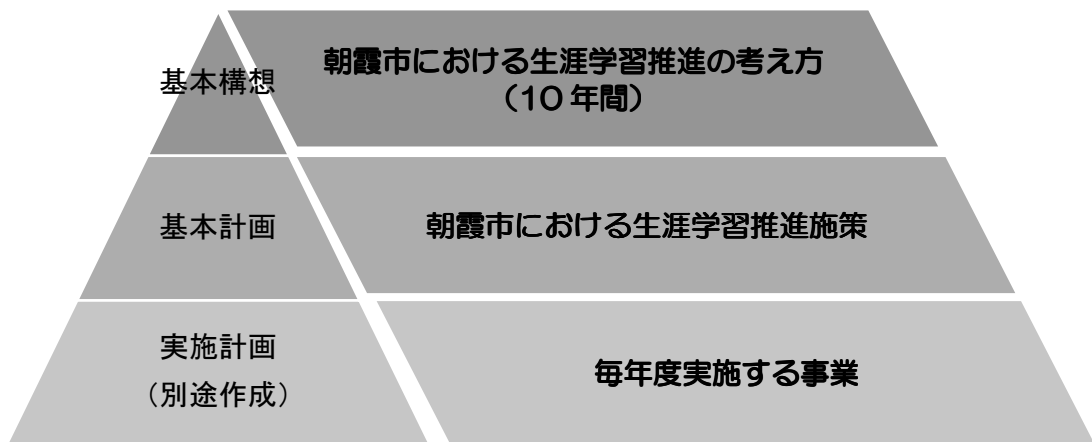 基本構想
朝霞市における生涯学習推進の考え方
（10年間）
基本計画
朝霞市における生涯学習推進施策
実施計画
（別途作成）
毎年度実施する事業